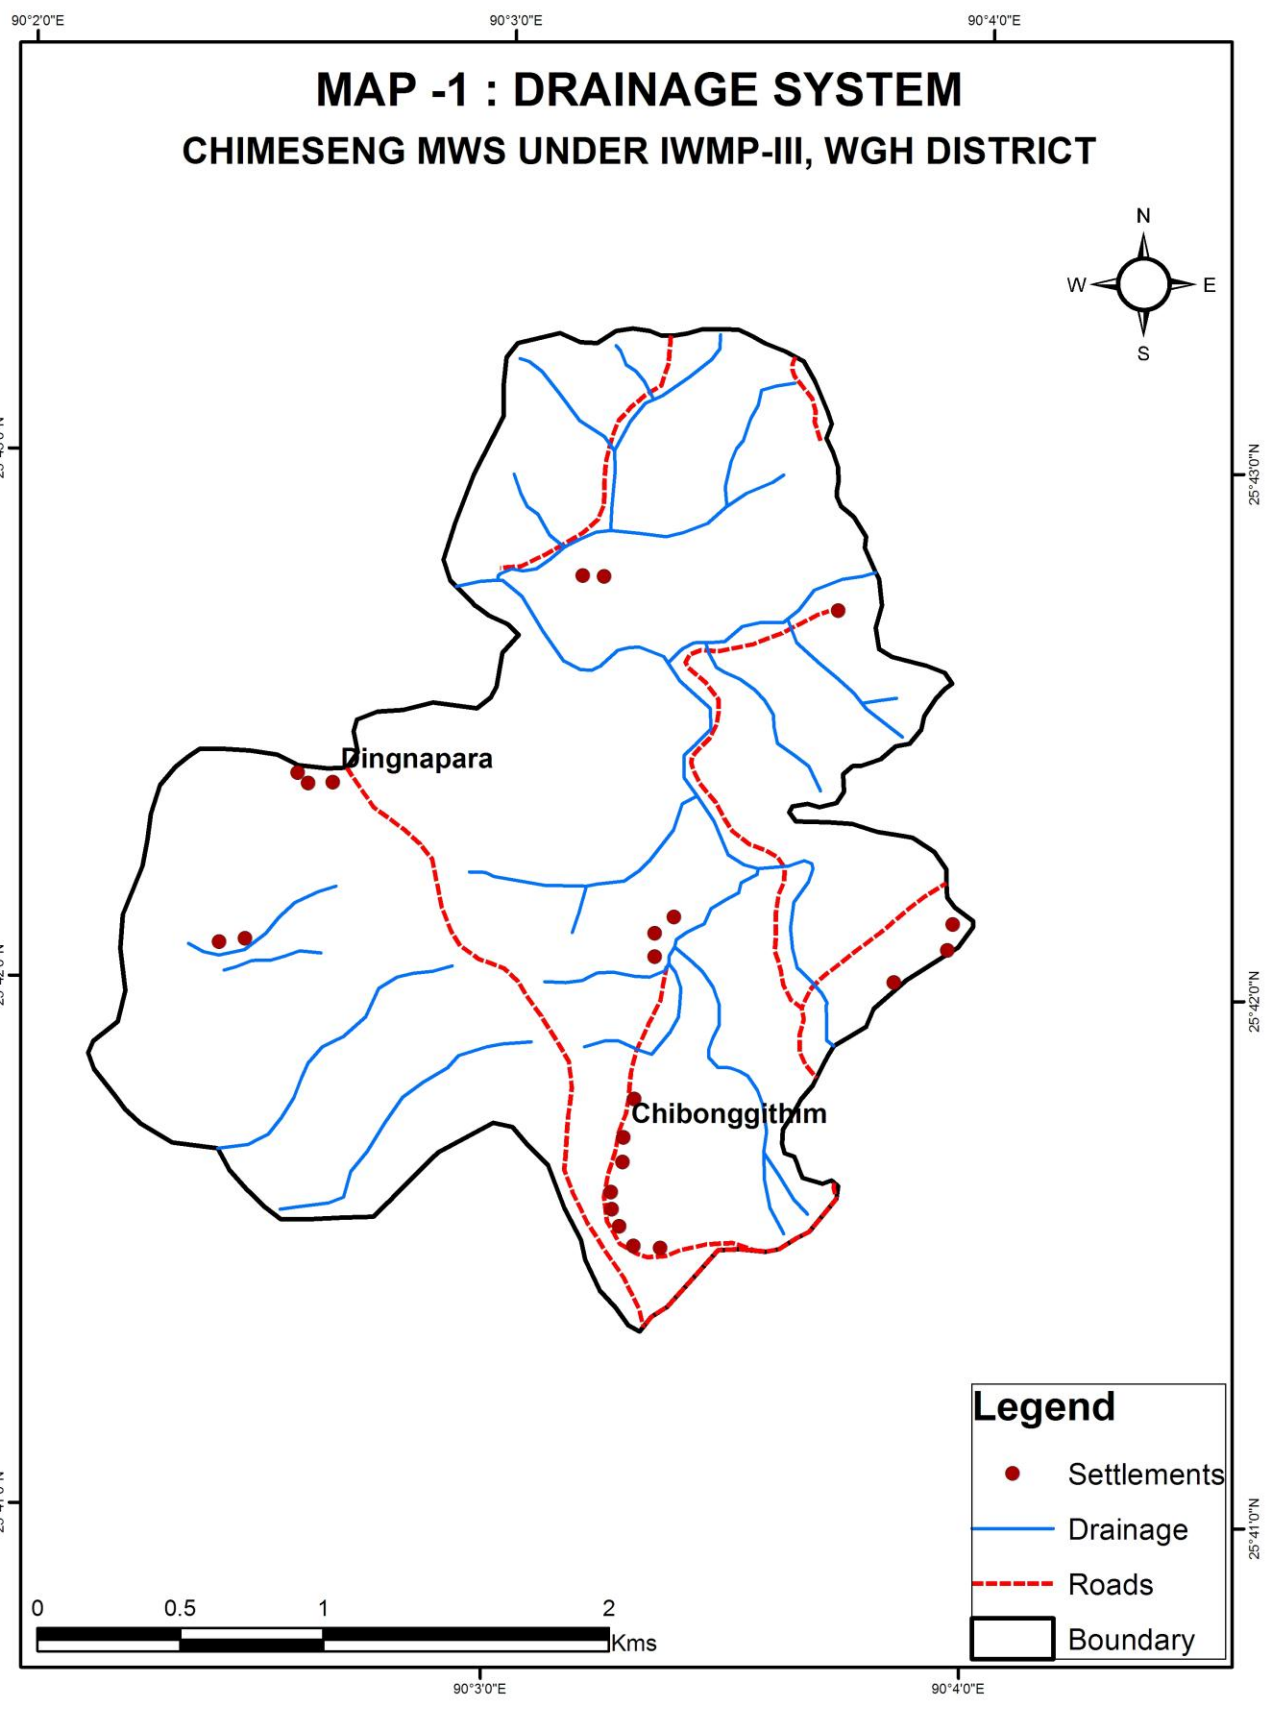 90°2'0"E 90°3'0"E 90°4'0"E
MAP -1 : DRAINAGE SYSTEM
CHIMESENG MWS UNDER IWMP-III, WGH DISTRICT
N
W E
S
25°43'0"N
Dingnapara
25°42'0"N
Chibonggithim
Legend
Settlements
Drainage
25°41'0"N
Roads
Boundary
0 0.5 1 2
Kms
90°3'0"E 90°4'0"E